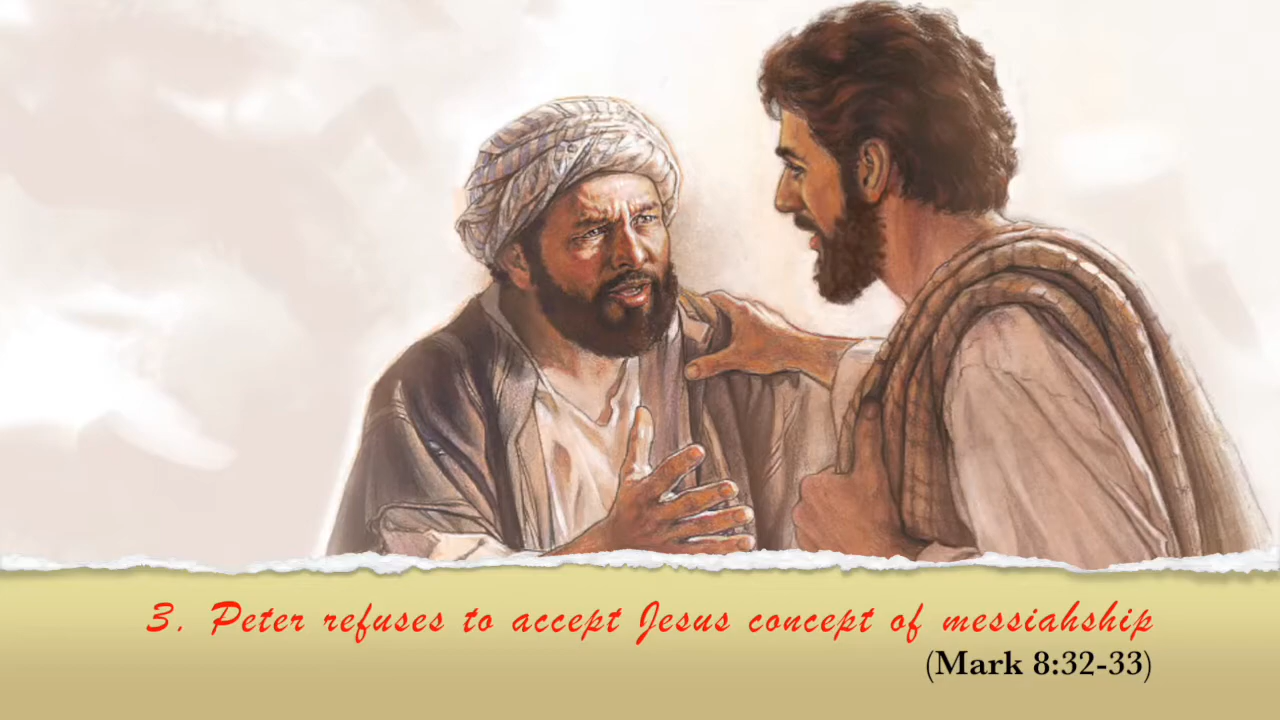 3. Peter refuses to accept Jesus concept of messiahship
(Mark 8:32-33)